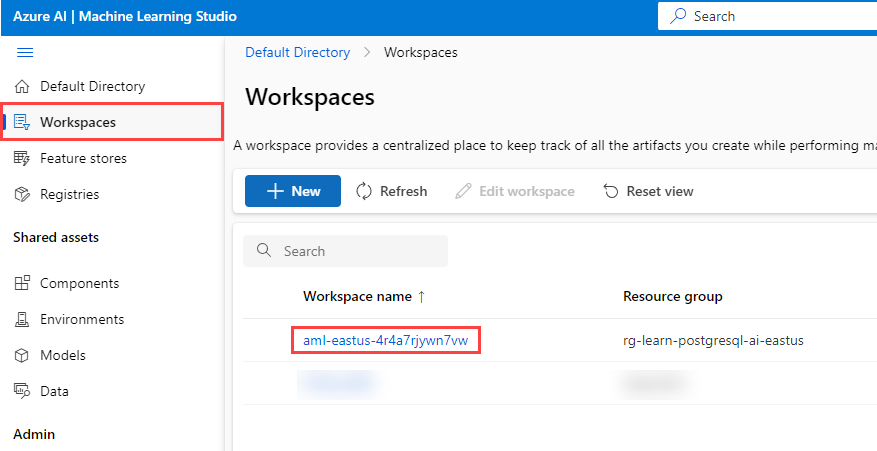 Azure AI | Machine Learning Studio
Search
Default Directory
Workspaces
Feature stores
Registries
Shared assets
Components
Environments
Models
Data
Admin
Default Directory > Workspaces
Workspaces
A workspace provides a centralized place to keep track of all the artifacts you create while performing ma
New Refresh Edit workspace Reset view
Search
Workspace name ↑ Resource group
aml-eastus-4r4a7rjywn7vw rg-learn-postgresql-ai-eastus